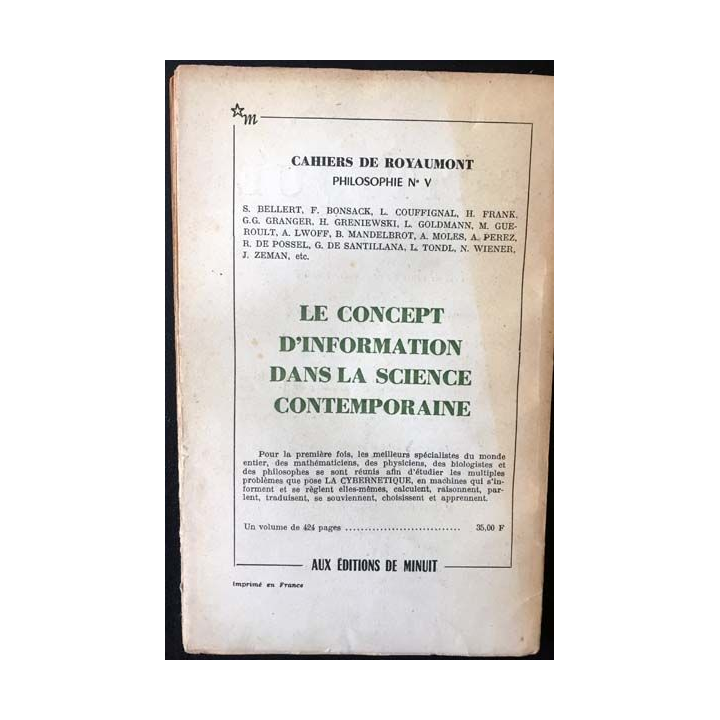 m
CAHIERS DE ROYAUMONT
PHILOSOPHIE N° V
S. BELLERT, F. BONSACK, L. COUFFIGNAL, H. FRANK,
G.G. GRANGER, H. GRENIEWSKI, L. GOLDMANN, M. GUE-
ROULT, A. LWOFF, B. MANDELBROT, A. MOLES, A. PEREZ,
R. DE POSSEL, G. DE SANTILLANA, L. TONDL, N. WIENER,
J. ZEMAN, etc.
LE CONCEPT
D'INFORMATION
DANS LA SCIENCE
CONTEMPORAINE
Pour la première fois, les meilleurs spécialistes du monde
entier, des mathématiciens, des physiciens, des biologistes et
des philosophes se sont réunis afin d'étudier les multiples
problèmes que pose LA CYBERNETIQUE, en machines qui s'in-
forment et se règlent elles-mêmes, calculent, raisonnent, par-
lent, traduisent, se souviennent, choisissent et apprennent.
Un volume de 424 pages ............................. 35,00 F
AUX ÉDITIONS DE MINUIT
Imprimé en France